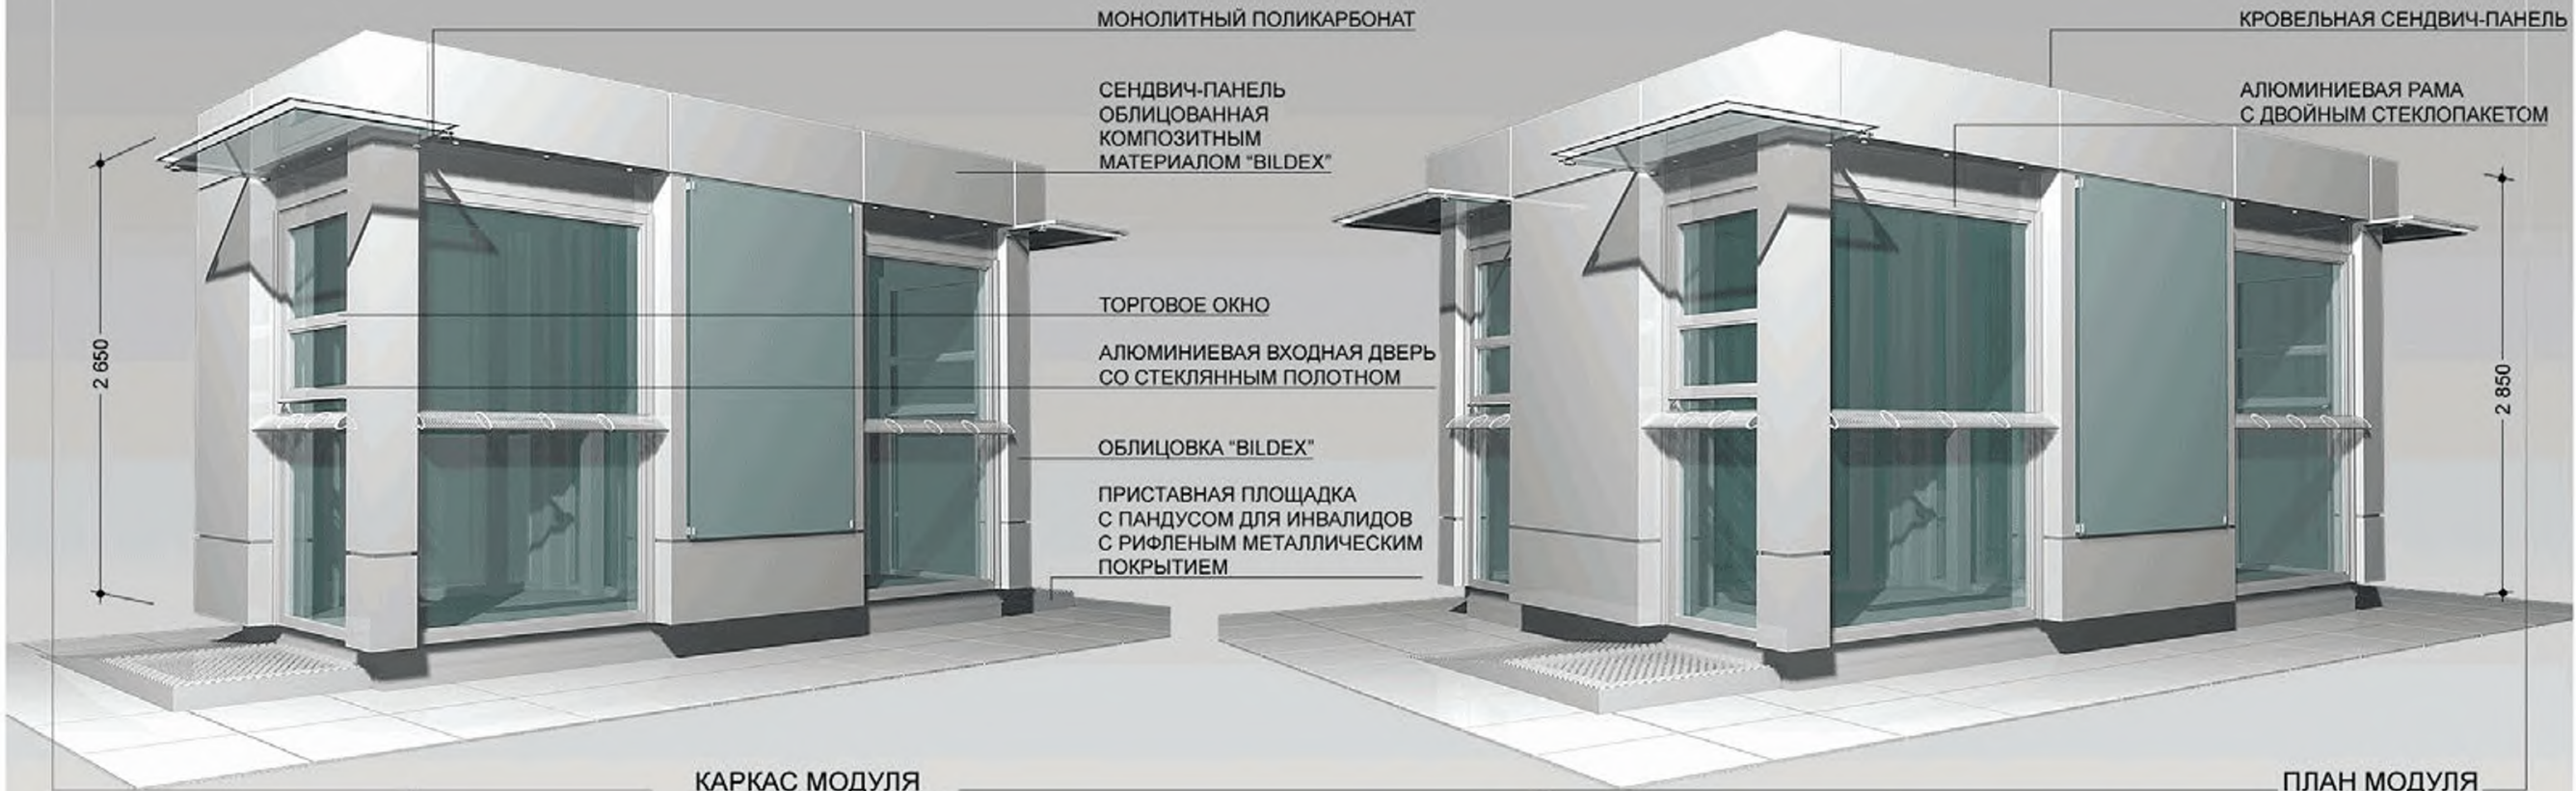 МОНОЛИТНЫЙ ПОЛИКАРБОНАТ
СЕНДВИЧ-ПАНЕЛЬ
ОБЛИЦОВАННАЯ
КОМПОЗИТНЫМ
МАТЕРИАЛОМ “BILDEX”
ТОРГОВОЕ ОКНО
АЛЮМИНИЕВАЯ ВХОДНАЯ ДВЕРЬ
СО СТЕКЛЯННЫМ ПОЛОТНОМ
ОБЛИЦОВКА “BILDEX”
ПРИСТАВНАЯ ПЛОЩАДКА
С ПАНДУСОМ ДЛЯ ИНВАЛИДОВ
С РИФЛЕНЫМ МЕТАЛЛИЧЕСКИМ
ПОКРЫТИЕМ
КРОВЕЛЬНАЯ СЕНДВИЧ-ПАНЕЛЬ
АЛЮМИНИЕВАЯ РАМА
С ДВОЙНЫМ СТЕКЛОПАКЕТОМ
2 650
2 850
КАРКАС МОДУЛЯ
ПЛАН МОДУЛЯ